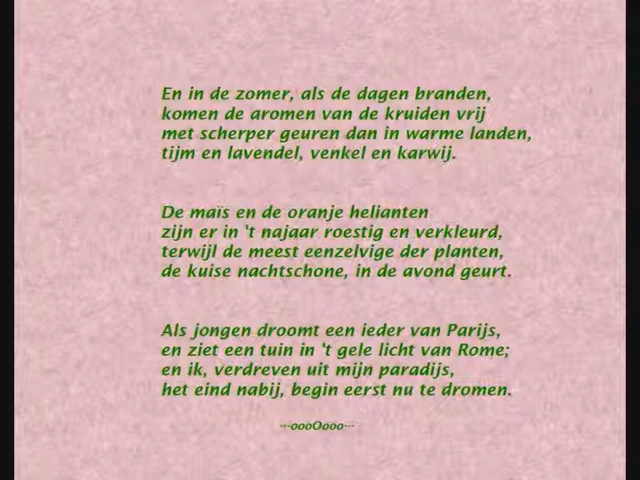 En in de zomer, als de dagen branden,
komen de aromen van de kruiden vrij
met scherper geuren dan in warme landen,
tijm en lavendel, venkel en karwij.
De maïs en de oranje helianten
zijn er in 't najaar roestig en verkleurd,
terwijl de meest eenzelvige der planten,
de kuise nachtschone, in de avond geurt.
Als jongen droomt een ieder van Parijs,
en ziet een tuin in 't gele licht van Rome;
en ik, verdreven uit mijn paradijs,
het eind nabij, begin eerst nu te dromen.
---oooOooo---